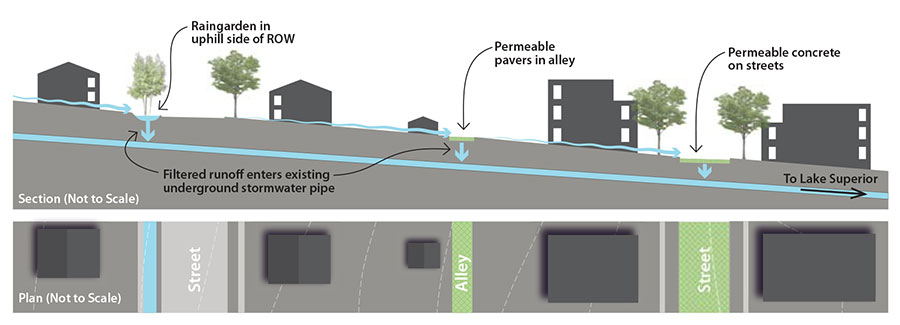 Raingarden in
uphill side of ROW
Permeable
pavers in alley
Permeable concrete
on streets
Filtered runoff enters existing
underground stormwater pipe
To Lake Superior
Section (Not to Scale)
Street
Alley
Street
Plan (Not to Scale)